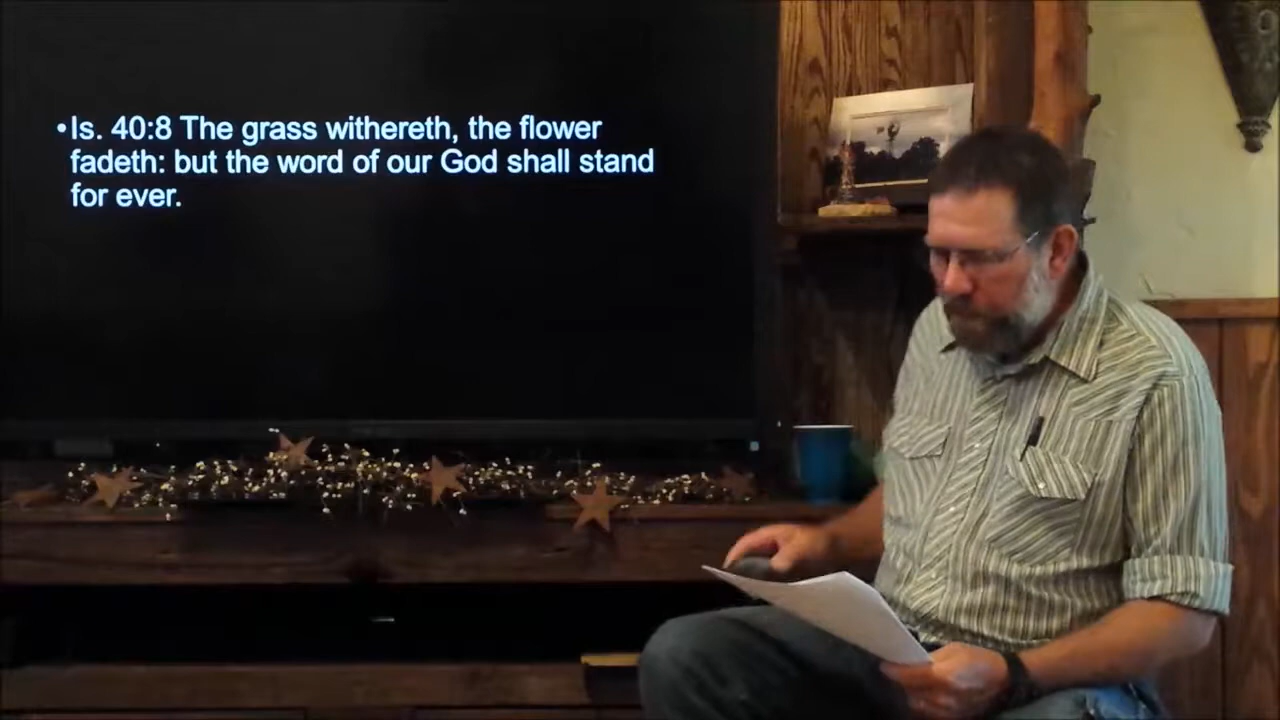 •Is. 40:8 The grass withereth, the flower
fadeth: but the word of our God shall stand
for ever.